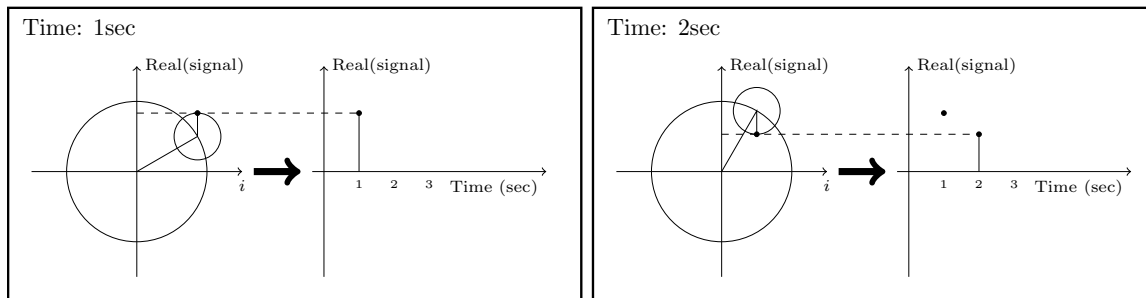 Time: 1sec
Real(signal)
Real(signal)
i
1
2
3
Time (sec)
Time: 2sec
Real(signal)
Real(signal)
i
1
2
3
Time (sec)